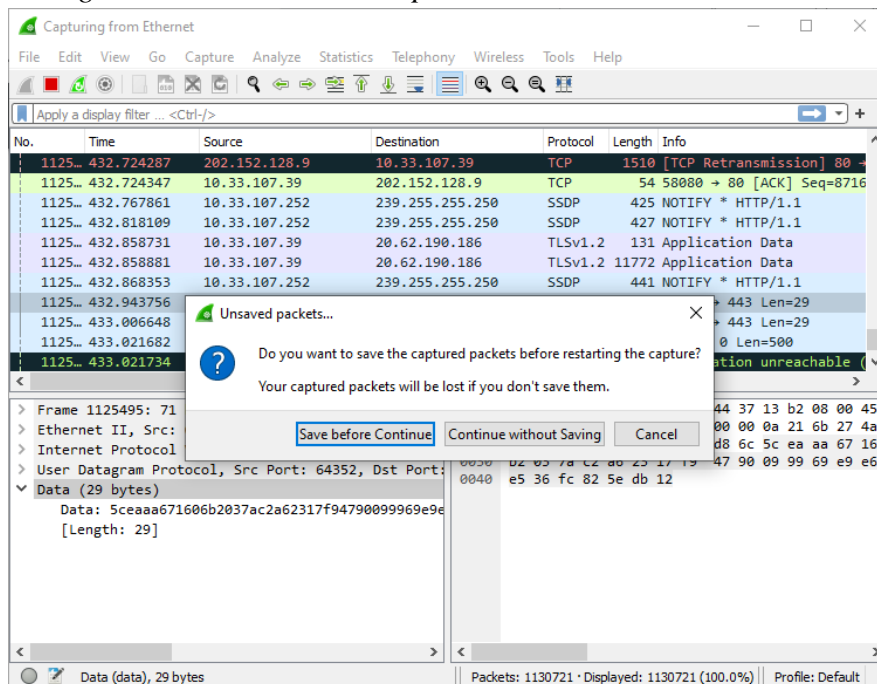 Capturing from Ethernet
File Edit View Go Capture Analyze Statistics Telephony Wireless Tools Help
Apply a display filter ... <Ctrl-/>
No. Time Source Destination Protocol Length Info
1125… 432.724287 202.152.128.9 10.33.107.39 TCP 1510 [TCP Retransmission] 80 →
1125… 432.724347 10.33.107.39 202.152.128.9 TCP 54 58080 → 80 [ACK] Seq=8716
1125… 432.767861 10.33.107.252 239.255.255.250 SSDP 425 NOTIFY * HTTP/1.1
1125… 432.818109 10.33.107.252 239.255.255.250 SSDP 427 NOTIFY * HTTP/1.1
1125… 432.858731 10.33.107.39 20.62.190.186 TLSv1.2 131 Application Data
1125… 432.858881 10.33.107.39 20.62.190.186 TLSv1.2 11772 Application Data
1125… 432.868353 10.33.107.252 239.255.255.250 SSDP 441 NOTIFY * HTTP/1.1
1125… 432.943756 → 443 Len=29
1125… 433.006648 → 443 Len=29
1125… 433.021682 0 Len=500
1125… 433.021734 ation unreachable (
Unsaved packets...
Do you want to save the captured packets before restarting the capture?
Your captured packets will be lost if you don't save them.
Save before Continue Continue without Saving Cancel
Frame 1125495: 71
Ethernet II, Src:
Internet Protocol
User Datagram Protocol, Src Port: 64352, Dst Port:
Data (29 bytes)
Data: 5ceaaa671606b2037ac2a62317f94790099969e9e
[Length: 29]
44 37 13 b2 08 00 45
00 00 0a 21 6b 27 4a
d8 6c 5c ea aa 67 16
47 90 09 99 69 e9 e6
0040 e5 36 fc 82 5e db 12
Data (data), 29 bytes
Packets: 1130721 · Displayed: 1130721 (100.0%)
Profile: Default